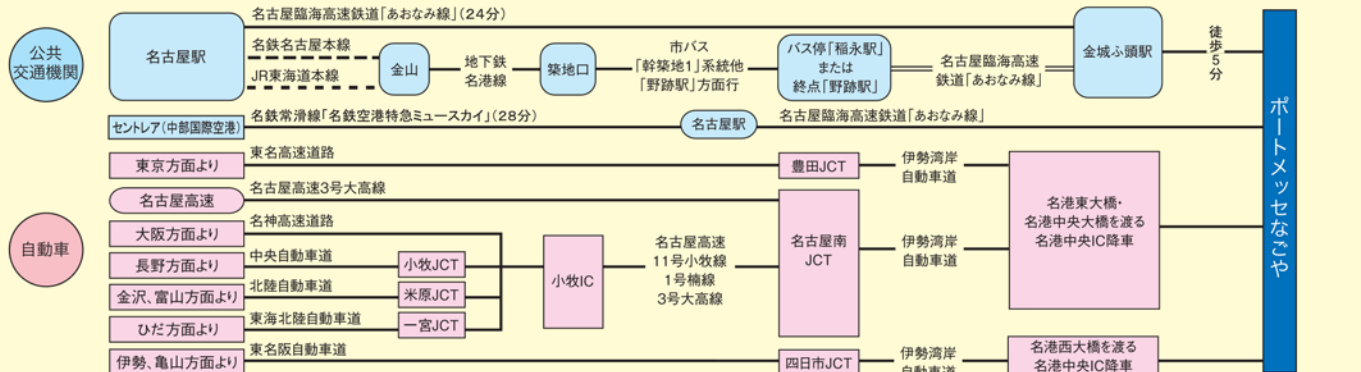 公共
交通機関
名古屋駅
名古屋臨海高速鉄道「あおなみ線」(24分)
名鉄名古屋本線
JR東海道本線
金山
地下鉄
名港線
築地口
市バス
「幹築地1」系統他
「野跡駅」方面行
バス停「稲永駅」
または
終点「野跡駅」
名古屋臨海高速
鉄道「あおなみ線」
金城ふ頭駅
徒歩5分
セントレア(中部国際空港)
名鉄常滑線「名鉄空港特急ミュースカイ」(28分)
名古屋駅
名古屋臨海高速鉄道「あおなみ線」
ポートメッセなごや
自動車
東京方面より
東名高速道路
豊田JCT
伊勢湾岸
自動車道
名古屋高速
名古屋高速3号大高線
大阪方面より
名神高速道路
長野方面より
中央自動車道
小牧JCT
金沢、富山方面より
北陸自動車道
米原JCT
ひだ方面より
東海北陸自動車道
一宮JCT
小牧IC
名古屋高速
11号小牧線
1号楠線
3号大高線
名古屋南
JCT
伊勢湾岸
自動車道
名港東大橋・
名港中央大橋を渡る
名港中央IC降車
伊勢、亀山方面より
東名阪自動車道
四日市JCT
伊勢湾岸
自動車道
名港西大橋を渡る
名港中央IC降車